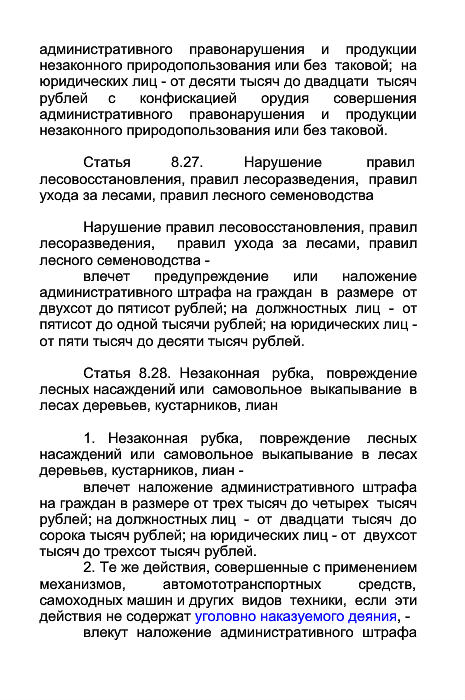 административного правонарушения и продукции
незаконного природопользования или без таковой; на
юридических лиц - от десяти тысяч до двадцати тысяч
рублей с конфискацией орудия совершения
административного правонарушения и продукции
незаконного природопользования или без таковой.
Статья 8.27. Нарушение правил
лесовосстановления, правил лесоразведения, правил
ухода за лесами, правил лесного семеноводства
Нарушение правил лесовосстановления, правил
лесоразведения, правил ухода за лесами, правил
лесного семеноводства -
влечет предупреждение или наложение
административного штрафа на граждан в размере от
двухсот до пятисот рублей; на должностных лиц - от
пятисот до одной тысячи рублей; на юридических лиц -
от пяти тысяч до десяти тысяч рублей.
Статья 8.28. Незаконная рубка, повреждение
лесных насаждений или самовольное выкапывание в
лесах деревьев, кустарников, лиан
1. Незаконная рубка, повреждение лесных
насаждений или самовольное выкапывание в лесах
деревьев, кустарников, лиан -
влечет наложение административного штрафа
на граждан в размере от трех тысяч до четырех тысяч
рублей; на должностных лиц - от двадцати тысяч до
сорока тысяч рублей; на юридических лиц - от двухсот
тысяч до трехсот тысяч рублей.
2. Те же действия, совершенные с применением
механизмов, автомототранспортных средств,
самоходных машин и других видов техники, если эти
действия не содержат уголовно наказуемого деяния, -
влекут наложение административного штрафа